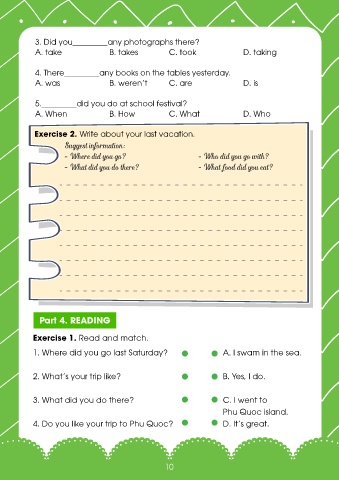 3. Did you________any photographs there?
A. take B. takes C. took D. taking
4. There________any books on the tables yesterday.
A. was B. weren't C. are D. is
5.________did you do at school festival?
A. When B. How C. What D. Who
Exercise 2. Write about your last vacation.
Suggest information:
- Where did you go? - Who did you go with?
- What did you do there? - What food did you eat?
Part 4. READING
Exercise 1. Read and match.
1. Where did you go last Saturday? A. I swam in the sea.
2. What's your trip like? B. Yes, I do.
3. What did you do there? C. I went to
Phu Quoc island.
4. Do you like your trip to Phu Quoc? D. It's great.
10